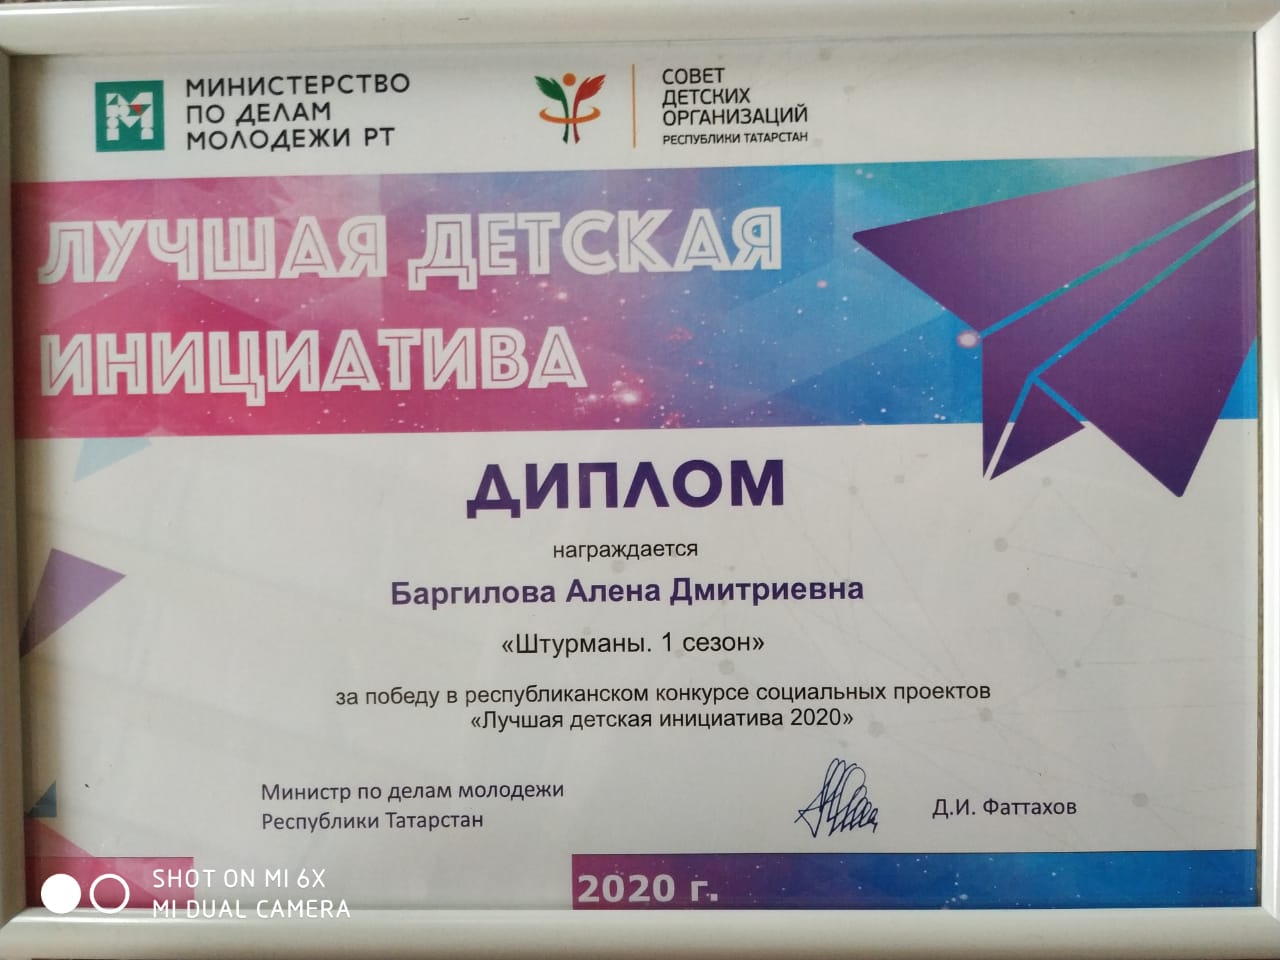 МИНИСТЕРСТВО
ПО ДЕЛАМ
МОЛОДЕЖИ РТ
СОВЕТ
ДЕТСКИХ
ОРГАНИЗАЦИЙ
РЕСПУБЛИКИ ТАТАРСТАН
ЛУЧШАЯ ДЕТСКАЯ
ИНИЦИАТИВА
ДИПЛОМ
награждается
Баргилова Алена Дмитриевна
«Штурманы. 1 сезон»
за победу в республиканском конкурсе социальных проектов
«Лучшая детская инициатива 2020»
Министр по делам молодежи
Республики Татарстан
Д.И. Фаттахов
2020 г.
SHOT ON MI 6X
MI DUAL CAMERA